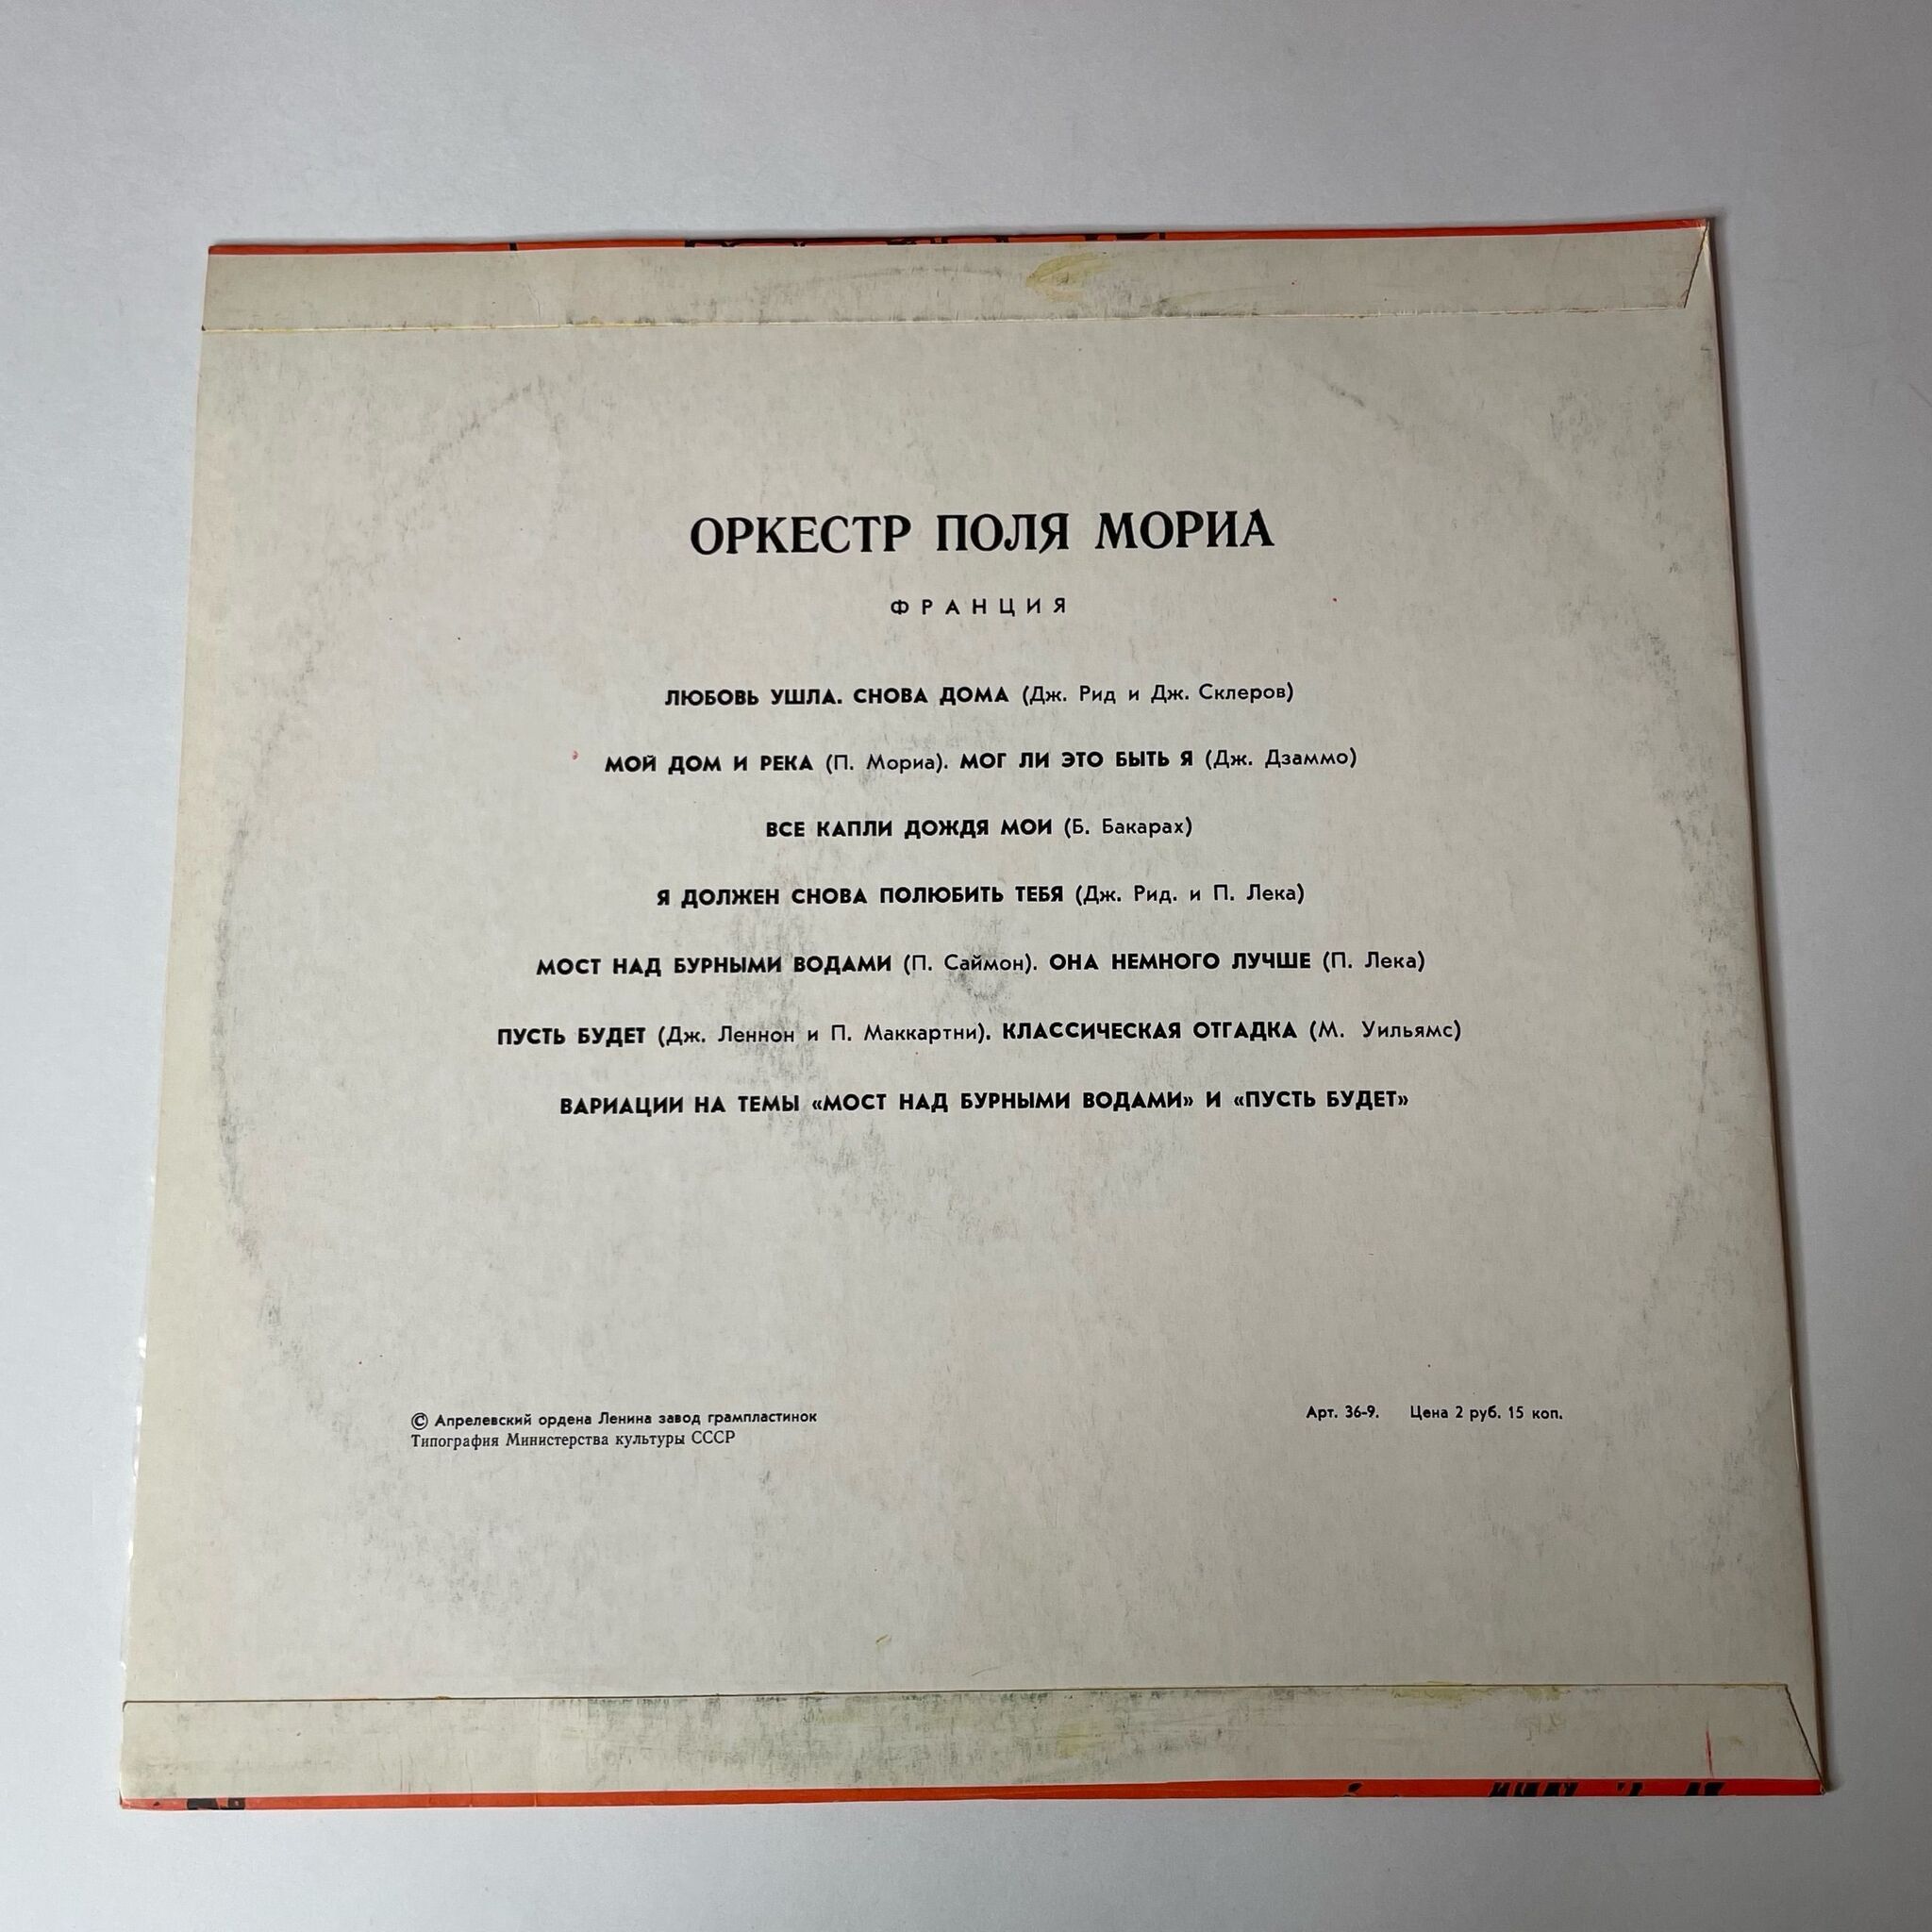 ОРКЕСТР ПОЛЯ МОРИА
ФРАНЦИЯ
ЛЮБОВЬ УШЛА. СНОВА ДОМА (Дж. Рид и Дж. Склеров)
МОЙ ДОМ И РЕКА (П. Мориа). МОГ ЛИ ЭТО БЫТЬ Я (Дж. Дзаммо)
ВСЕ КАПЛИ ДОЖДЯ МОИ (Б. Бакарах)
Я ДОЛЖЕН СНОВА ПОЛЮБИТЬ ТЕБЯ (Дж. Рид. и П. Лека)
МОСТ НАД БУРНЫМИ ВОДАМИ (П. Саймон). ОНА НЕМНОГО ЛУЧШЕ (П. Лека)
ПУСТЬ БУДЕТ (Дж. Леннон и П. Маккартни). КЛАССИЧЕСКАЯ ОТГАДКА (М. Уильямс)
ВАРИАЦИИ НА ТЕМЫ «МОСТ НАД БУРНЫМИ ВОДАМИ» И «ПУСТЬ БУДЕТ»
© Апрелевский ордена Ленина завод грампластинок
Типография Министерства культуры СССР
Арт. 36-9. Цена 2 руб. 15 коп.